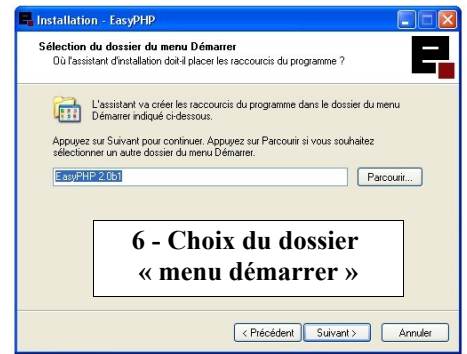 Installation - EasyPHP
Sélection du dossier du menu Démarrer
Où l'assistant d'installation doit-il placer les raccourcis du programme ?
L'assistant va créer les raccourcis du programme dans le dossier du menu
Démarrer indiqué ci-dessous.
Appuyez sur Suivant pour continuer. Appuyez sur Parcourir si vous souhaitez
sélectionner un autre dossier du menu Démarrer.
EasyPHP 2.0b1
Parcourir...
6 - Choix du dossier
« menu démarrer »
< Précédent
Suivant >
Annuler